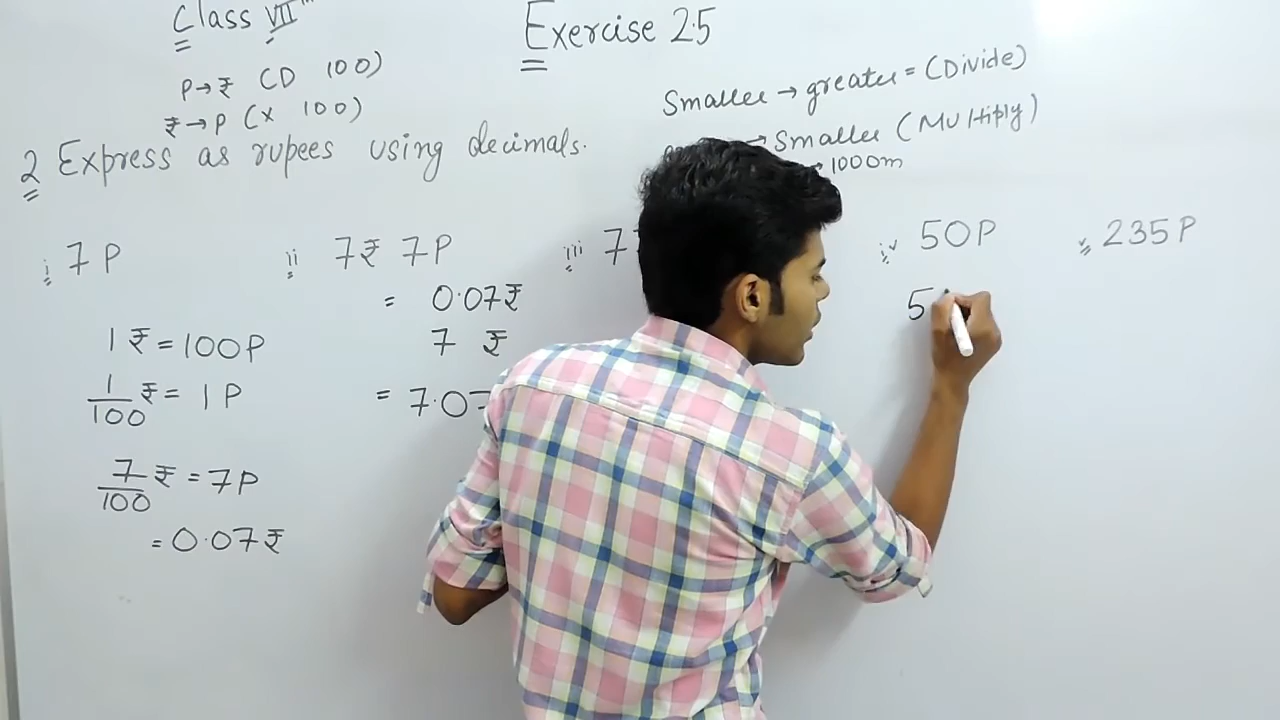 Class VII
Exercise 2.5
P→₹ (D 100)
₹→P (x 100)
Smaller → greater = (Divide)
→ Smaller (Multiply)
→ 1000m
2 Express as rupees using decimals.
i 7 P
1 ₹ = 100P
1/100 ₹ = 1 P
7/100 ₹ = 7P
= 0.07₹
ii 7₹ 7P
= 0.07₹
7 ₹
= 7.07
iii 7
iv 50P
5
v 235P